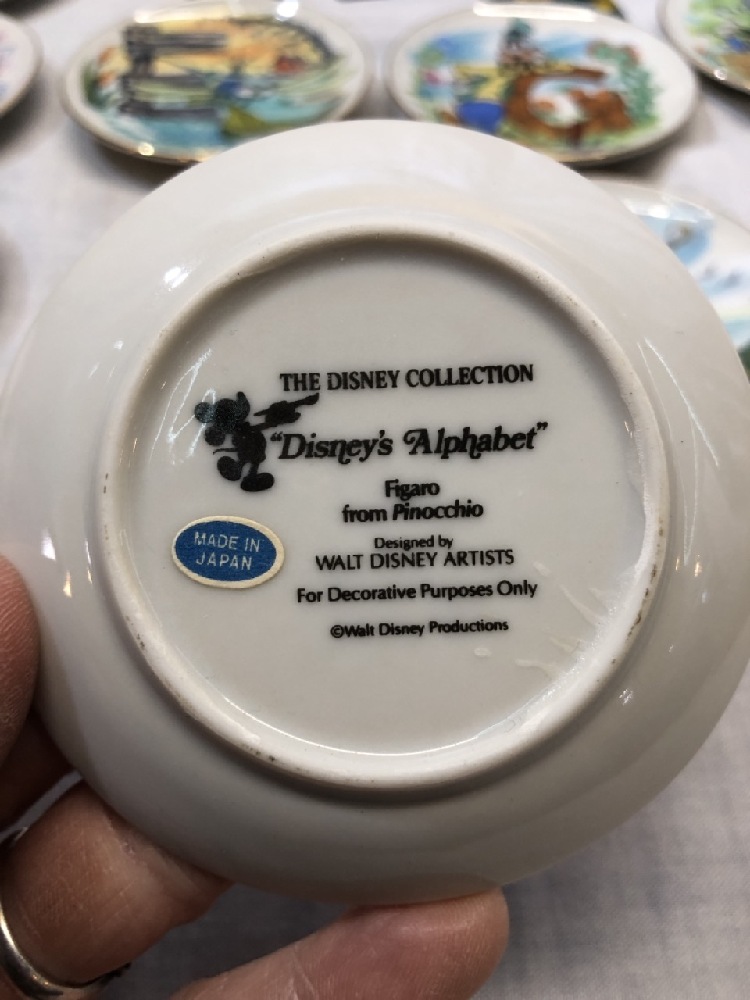 THE DISNEY COLLECTION
"Disney's Alphabet"
Figaro
from Pinocchio
Designed by
WALT DISNEY ARTISTS
For Decorative Purposes Only
©Walt Disney Productions
MADE IN
JAPAN